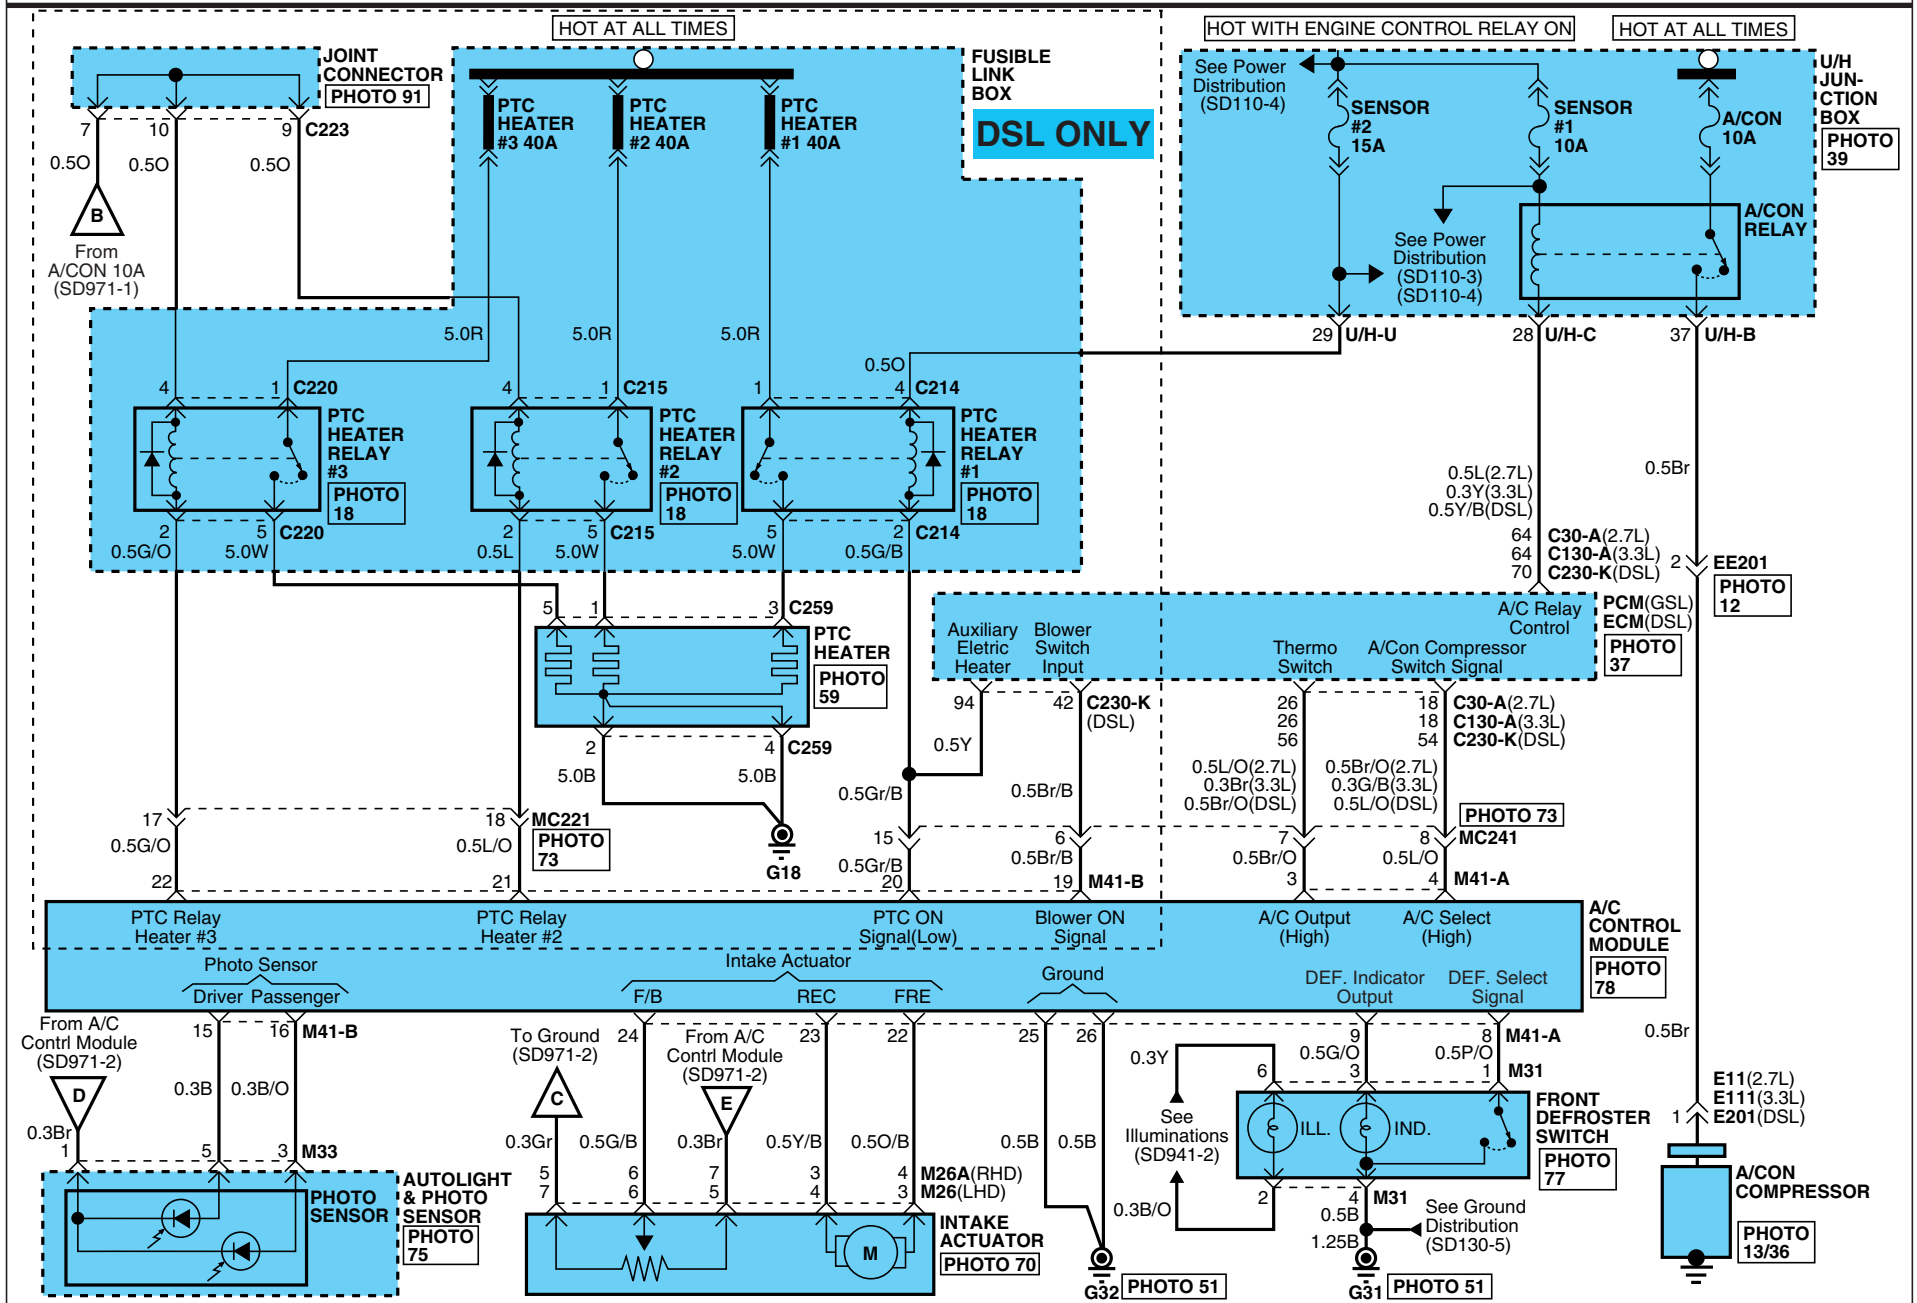 HOT AT ALL TIMES
HOT WITH ENGINE CONTROL RELAY ON
HOT AT ALL TIMES
JOINT
CONNECTOR
PHOTO 91
7
10
9
C223
0.5O
0.5O
0.5O
B
From
A/CON 10A
(SD971-1)
PTC
HEATER
#3 40A
PTC
HEATER
#2 40A
PTC
HEATER
#1 40A
FUSIBLE
LINK
BOX
DSL ONLY
See Power
Distribution
(SD110-4)
SENSOR
#2
15A
SENSOR
#1
10A
A/CON
10A
U/H
JUN-
CTION
BOX
PHOTO
39
See Power
Distribution
(SD110-3)
(SD110-4)
A/CON
RELAY
29
U/H-U
28
U/H-C
37
U/H-B
5.0R
5.0R
5.0R
0.5O
4
1
C220
4
1
C215
1
4
C214
PTC
HEATER
RELAY
#3
PHOTO
18
PTC
HEATER
RELAY
#2
PHOTO
18
PTC
HEATER
RELAY
#1
PHOTO
18
2
5
C220
2
5
C215
5
2
C214
0.5G/O
5.0W
0.5L
5.0W
5.0W
0.5G/B
0.5L(2.7L)
0.3Y(3.3L)
0.5Y/B(DSL)
0.5Br
64
C30-A(2.7L)
64
C130-A(3.3L)
70
C230-K(DSL)
2
EE201
PHOTO
12
5
1
3
C259
PTC
HEATER
PHOTO
59
2
4
C259
5.0B
5.0B
G18
Auxiliary
Eletric
Heater
Blower
Switch
Input
Thermo
Switch
A/C Relay
Control
A/Con Compressor
Switch Signal
PCM(GSL)
ECM(DSL)
PHOTO
37
94
42
C230-K
(DSL)
26
26
56
18
18
54
C30-A(2.7L)
C130-A(3.3L)
C230-K(DSL)
0.5Y
0.5Gr/B
0.5Br/B
0.5L/O(2.7L)
0.3Br(3.3L)
0.5Br/O(DSL)
0.5Br/O(2.7L)
0.3G/B(3.3L)
0.5L/O(DSL)
PHOTO 73
17
18
MC221
PHOTO
73
15
6
7
8
MC241
0.5G/O
0.5L/O
0.5Gr/B
0.5Br/B
0.5Br/O
0.5L/O
22
21
20
19
M41-B
3
4
M41-A
PTC Relay
Heater #3
PTC Relay
Heater #2
PTC ON
Signal(Low)
Blower ON
Signal
A/C Output
(High)
A/C Select
(High)
A/C
CONTROL
MODULE
PHOTO
78
Photo Sensor
Driver
Passenger
Intake Actuator
F/B
REC
FRE
Ground
DEF. Indicator
Output
DEF. Select
Signal
From A/C
Contrl Module
(SD971-2)
D
15
16
M41-B
To Ground
(SD971-2)
C
24
From A/C
Contrl Module
(SD971-2)
E
23
22
25
26
9
8
M41-A
0.3B
0.3B/O
0.3Br
0.3Gr
0.5G/B
0.3Br
0.5Y/B
0.5O/B
0.5B
0.5B
0.3Y
0.5G/O
0.5P/O
0.5Br
6
3
1
M31
ILL.
IND.
FRONT
DEFROSTER
SWITCH
PHOTO
77
See
Illuminations
(SD941-2)
0.3B/O
2
4
M31
0.5B
1.25B
See Ground
Distribution
(SD130-5)
G31
PHOTO 51
G32
PHOTO 51
1
5
3
M33
PHOTO
SENSOR
AUTOLIGHT
& PHOTO
SENSOR
PHOTO
75
5
6
7
3
4
M26A(RHD)
7
6
5
4
3
M26(LHD)
M
INTAKE
ACTUATOR
PHOTO 70
E11(2.7L)
E111(3.3L)
1
E201(DSL)
A/CON
COMPRESSOR
PHOTO
13/36